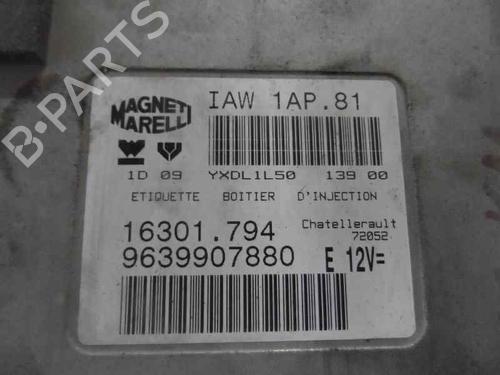 MAGNETI MARELLI
IAW 1AP.81
1D 09 YXDL1L50 139 00
ETIQUETTE BOITIER D'INJECTION
16301.794
Chatellerault
72052
9639907880 E 12V=
B-PARTS